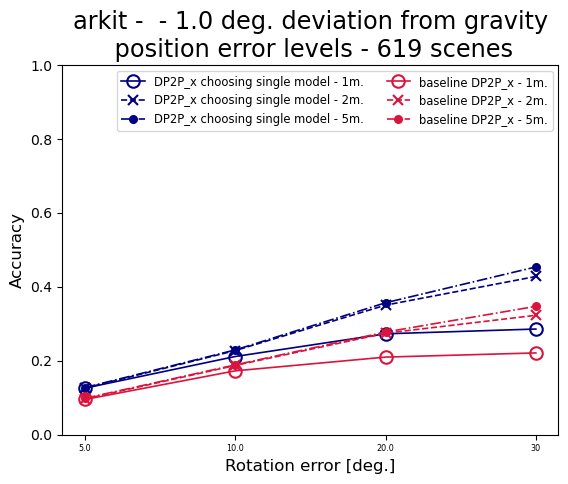 arkit -  - 1.0 deg. deviation from gravity
position error levels - 619 scenes
DP2P_x choosing single model - 1m.
DP2P_x choosing single model - 2m.
DP2P_x choosing single model - 5m.
baseline DP2P_x - 1m.
baseline DP2P_x - 2m.
baseline DP2P_x - 5m.
Accuracy
1.0
0.8
0.6
0.4
0.2
0.0
5.0 10.0 20.0 30
Rotation error [deg.]